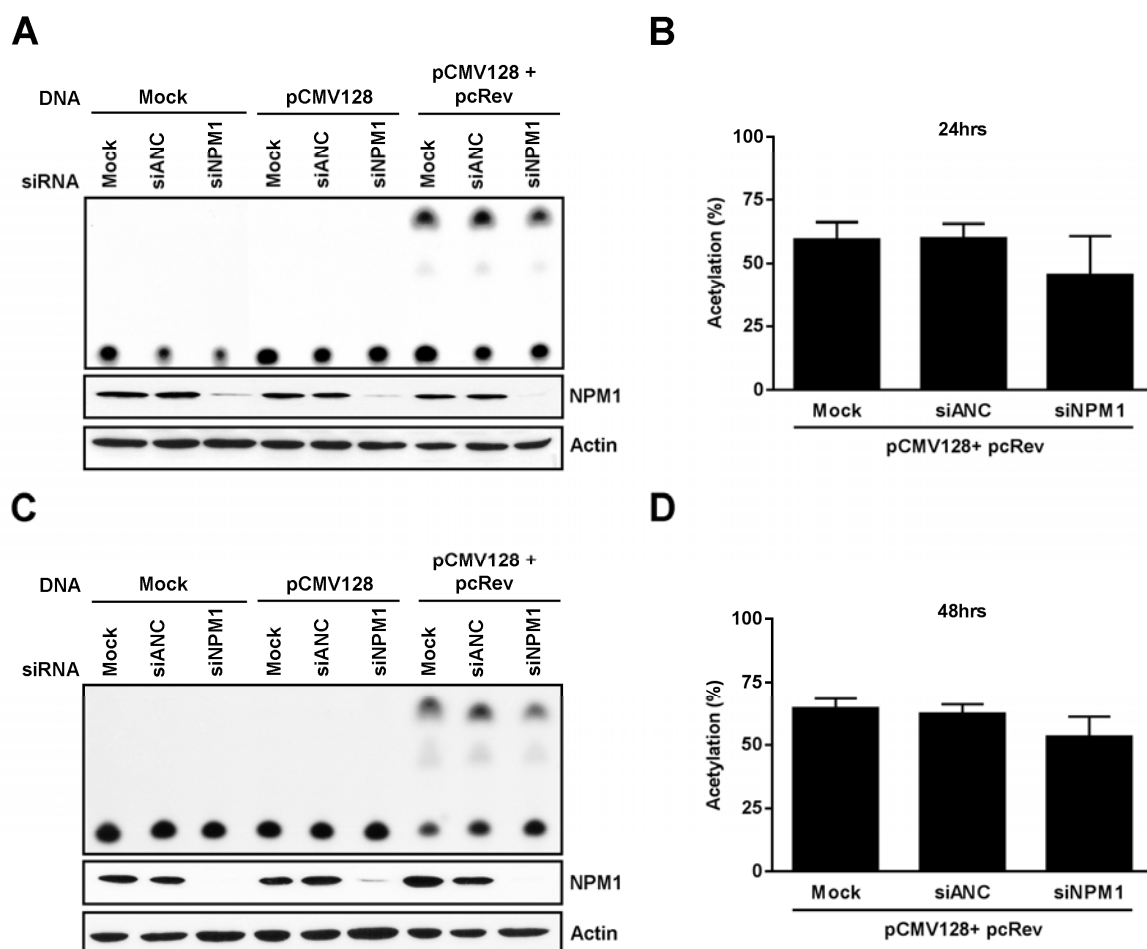 A
pCMV128 +
DNA Mock pCMV128 pcRev
siRNA Mock siANC siNPM1 Mock siANC siNPM1 Mock siANC siNPM1
NPM1
Actin
B
24hrs
100
75
50
25
0
Acetylation (%)
Mock siANC siNPM1
pCMV128+ pcRev
C
pCMV128 +
DNA Mock pCMV128 pcRev
siRNA Mock siANC siNPM1 Mock siANC siNPM1 Mock siANC siNPM1
NPM1
Actin
D
48hrs
100
75
50
25
0
Acetylation (%)
Mock siANC siNPM1
pCMV128+ pcRev